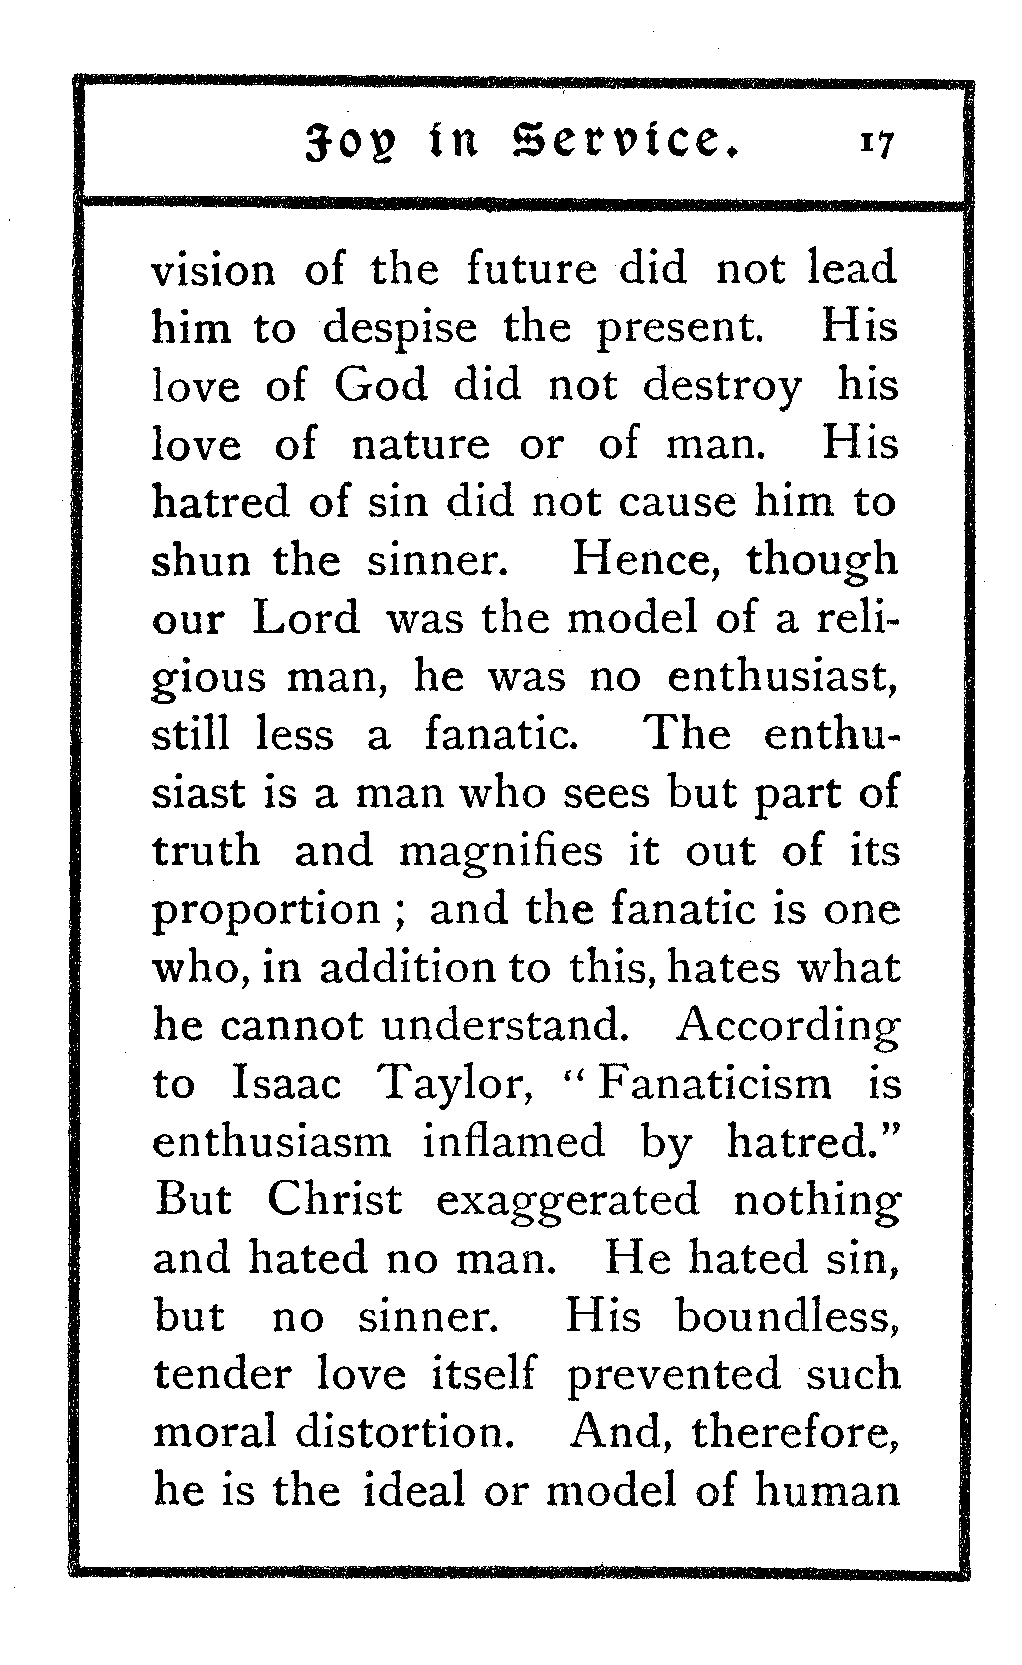 Joy in Service. 17
vision of the future did not lead
him to despise the present. His
love of God did not destroy his
love of nature or of man. His
hatred of sin did not cause him to
shun the sinner. Hence, though
our Lord was the model of a reli-
gious man, he was no enthusiast,
still less a fanatic. The enthu-
siast is a man who sees but part of
truth and magnifies it out of its
proportion ; and the fanatic is one
who, in addition to this, hates what
he cannot understand. According
to Isaac Taylor, “ Fanaticism is
enthusiasm inflamed by hatred.”
But Christ exaggerated nothing
and hated no man. He hated sin,
but no sinner. His boundless,
tender love itself prevented such
moral distortion. And, therefore,
he is the ideal or model of human